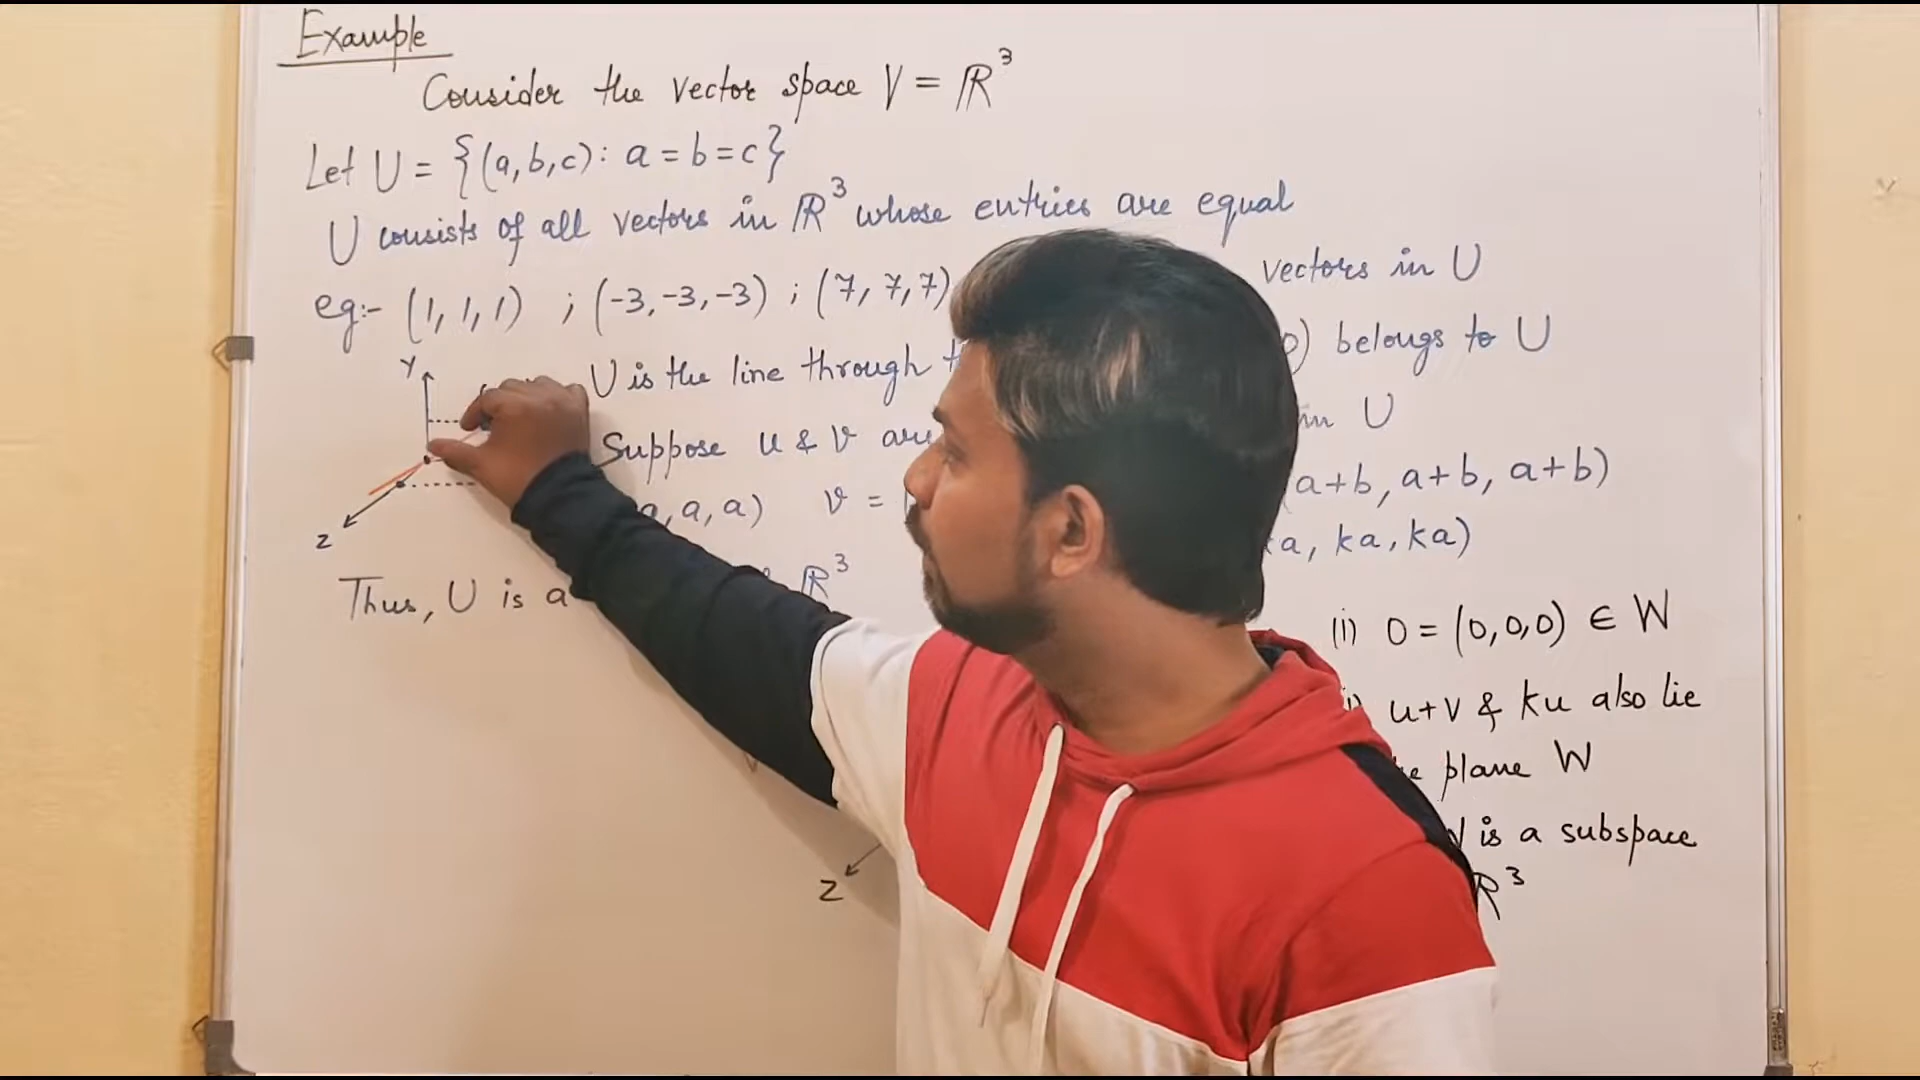 Example
Consider the vector space V = ℝ³
Let U = {(a,b,c): a = b = c}
U consists of all vectors in ℝ³ whose entries are equal
eg:- (1, 1, 1) ; (-3, -3, -3) ; (7, 7, 7)
vectors in U
U is the line through
) belongs to U
Y
Suppose u & v are
in U
, a, a) v =
(a+b, a+b, a+b)
a, ka, ka)
Z
Thus, U is a
ℝ³
(i) 0 = (0,0,0) ∈ W
u+v & ku also lie
plane W
is a subspace
Z
ℝ³